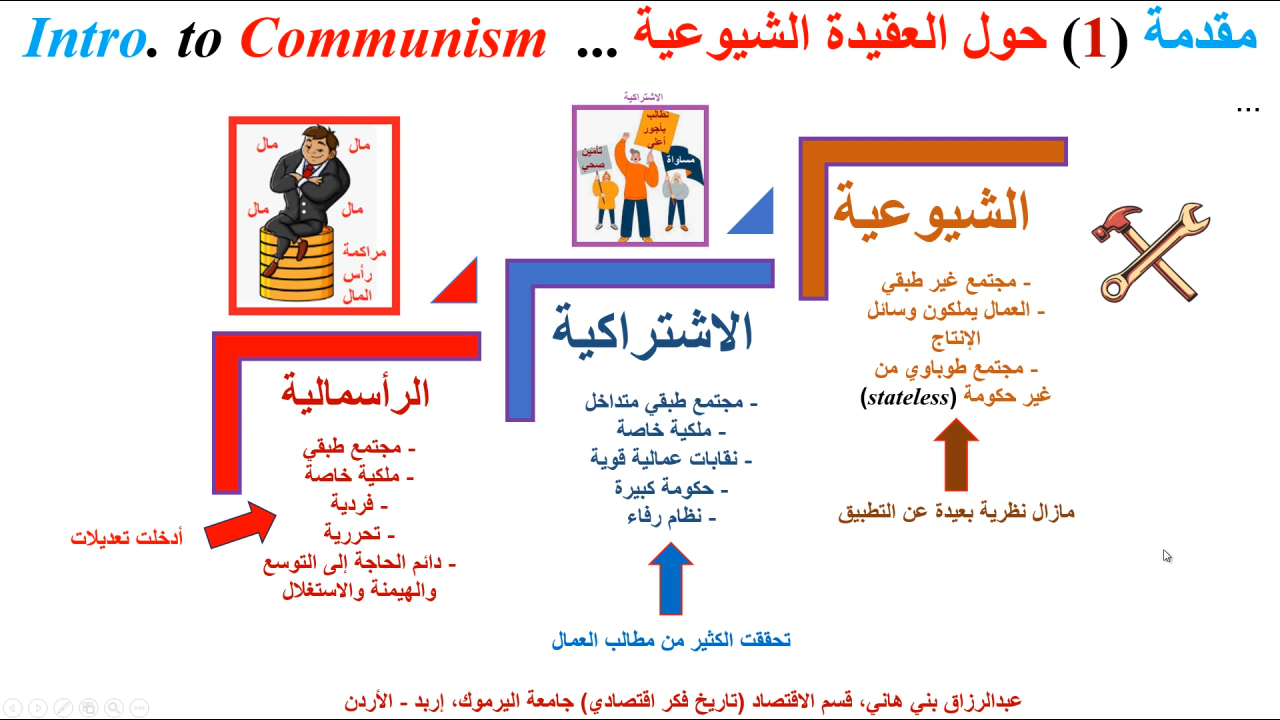 مقدمة (1) حول العقيدة الشيوعية ... Intro. to Communism
...
الشيوعية
- مجتمع غير طبقي
- العمال يملكون وسائل
الإنتاج
- مجتمع طوباوي من
غير حكومة (stateless)
مازال نظرية بعيدة عن التطبيق
الاشتراكية
نطالب
بأجور
أعلى
تأمين
صحي
مساواة
الاشتراكية
- مجتمع طبقي متداخل
- ملكية خاصة
- نقابات عمالية قوية
- حكومة كبيرة
- نظام رفاء
تحققت الكثير من مطالب العمال
مال
مال
مال
مال
مراكمة
رأس
المال
الرأسمالية
- مجتمع طبقي
- ملكية خاصة
- فردية
- تحررية
- دائم الحاجة إلى التوسع
والهيمنة والاستغلال
أدخلت تعديلات
عبدالرزاق بني هاني، قسم الاقتصاد (تاريخ فكر اقتصادي) جامعة اليرموك، إربد - الأردن